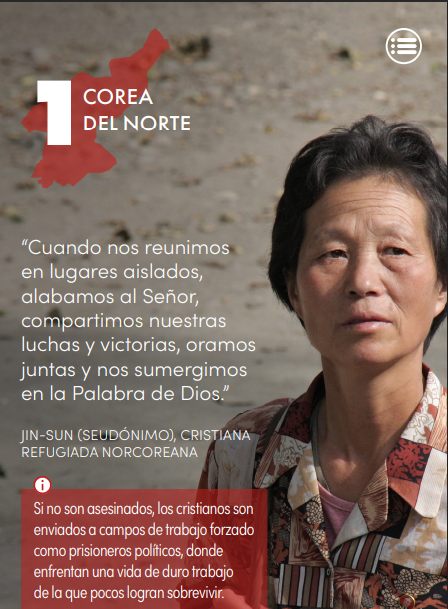 1
COREA
DEL NORTE
“Cuando nos reunimos
en lugares aislados,
alabamos al Señor,
compartimos nuestras
luchas y victorias, oramos
juntas y nos sumergimos
en la Palabra de Dios.”
JIN-SUN (SEUDÓNIMO), CRISTIANA
REFUGIADA NORCOREANA
i
Si no son asesinados, los cristianos son
enviados a campos de trabajo forzado
como prisioneros políticos, donde
enfrentan una vida de duro trabajo
de la que pocos logran sobrevivir.